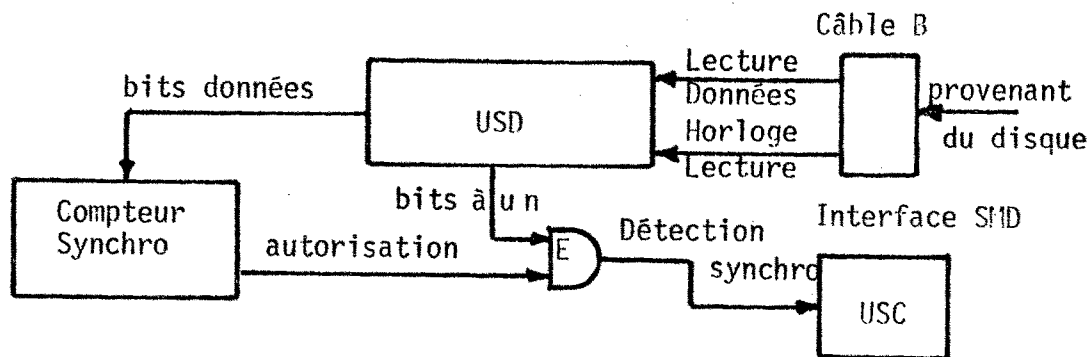 Câble B
bits données
USD
Lecture
Données
Horloge
Lecture
provenant
du disque
bits à un
Compteur
Synchro
autorisation
E
Détection
synchro
Interface SMD
USC